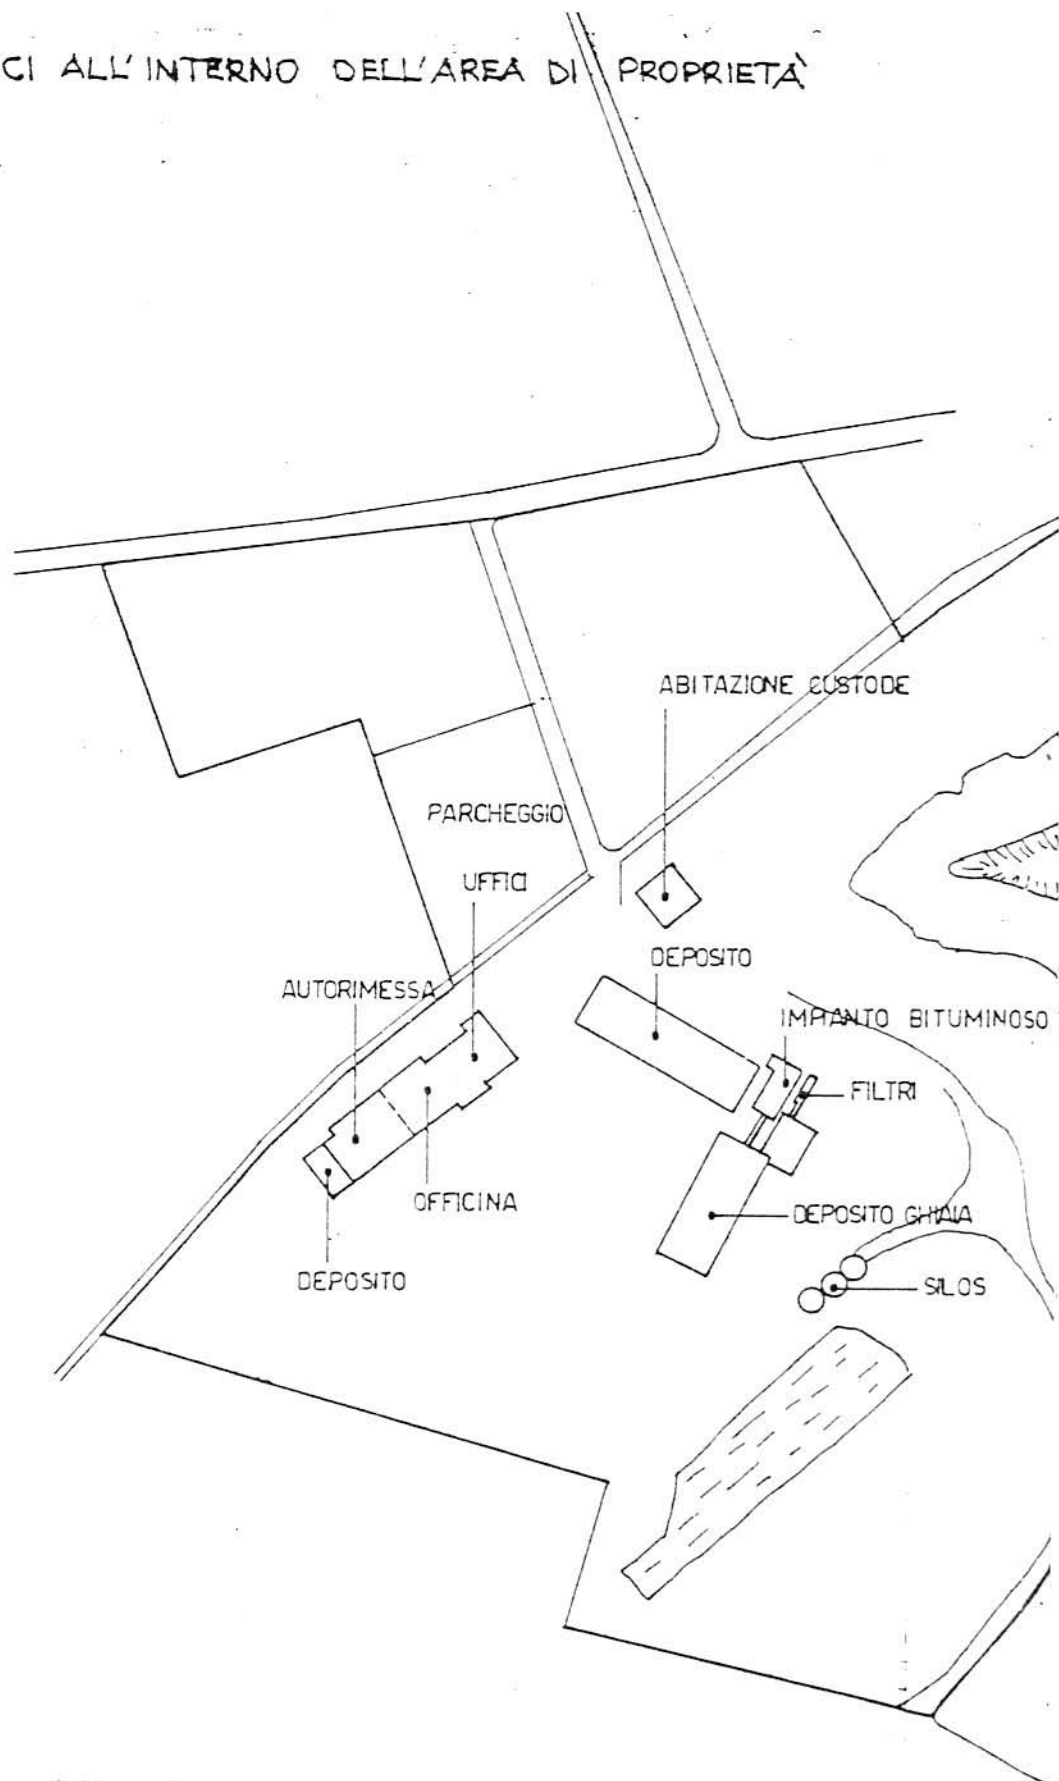 CI ALL'INTERNO DELL'AREA DI PROPRIETÀ
ABITAZIONE CUSTODE
PARCHEGGIO
UFFICI
DEPOSITO
AUTORIMESSA
IMPIANTO BITUMINOSO
FILTRI
OFFICINA
DEPOSITO GHIAIA
DEPOSITO
SILOS